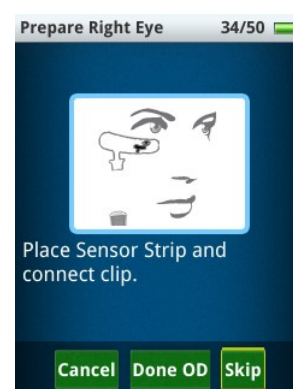 Prepare Right Eye 34/50
Place Sensor Strip and
connect clip.
Cancel Done OD Skip